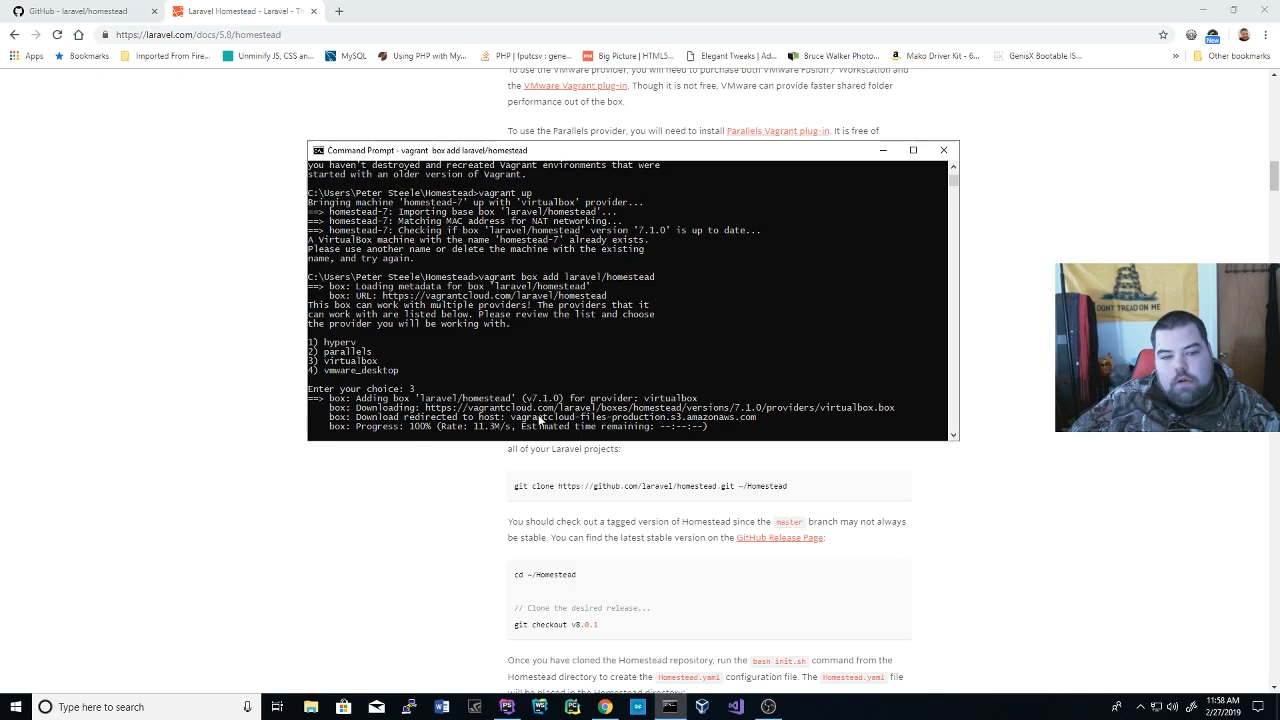 GitHub - laravel/homestead
Laravel Homestead - Laravel - Th
https://laravel.com/docs/5.8/homestead
New
Apps
Bookmarks
Imported From Fire...
Unminify JS, CSS an...
MySQL
Using PHP with My...
PHP | fputcsv : gene...
Big Picture | HTML5...
Elegant Tweaks | Ad...
Bruce Walker Photo...
Mako Driver Kit - 6...
GenisX Bootable IS...
»
Other bookmarks
To use the VMware provider, you will need to purchase both VMware Fusion / Workstation and
the VMware Vagrant plug-in. Though it is not free, VMware can provide faster shared folder
performance out of the box.
To use the Parallels provider, you will need to install Parallels Vagrant plug-in. It is free of
Command Prompt - vagrant box add laravel/homestead
you haven't destroyed and recreated Vagrant environments that were
started with an older version of Vagrant.
C:\Users\Peter Steele\Homestead>vagrant up
Bringing machine 'homestead-7' up with 'virtualbox' provider...
==> homestead-7: Importing base box 'laravel/homestead'...
==> homestead-7: Matching MAC address for NAT networking...
==> homestead-7: Checking if box 'laravel/homestead' version '7.1.0' is up to date...
A VirtualBox machine with the name 'homestead-7' already exists.
Please use another name or delete the machine with the existing
name, and try again.
C:\Users\Peter Steele\Homestead>vagrant box add laravel/homestead
==> box: Loading metadata for box 'laravel/homestead'
box: URL: https://vagrantcloud.com/laravel/homestead
This box can work with multiple providers! The providers that it
can work with are listed below. Please review the list and choose
the provider you will be working with.
1) hyperv
2) parallels
3) virtualbox
4) vmware_desktop
Enter your choice: 3
==> box: Adding box 'laravel/homestead' (v7.1.0) for provider: virtualbox
box: Downloading: https://vagrantcloud.com/laravel/boxes/homestead/versions/7.1.0/providers/virtualbox.box
box: Download redirected to host: vagrantcloud-files-production.s3.amazonaws.com
box: Progress: 100% (Rate: 11.3M/s, Estimated time remaining: --:--:--)
DONT TREAD ON ME
all of your Laravel projects:
git clone https://github.com/laravel/homestead.git ~/Homestead
You should check out a tagged version of Homestead since the master branch may not always
be stable. You can find the latest stable version on the GitHub Release Page:
cd ~/Homestead
// Clone the desired release...
git checkout v8.0.1
Once you have cloned the Homestead repository, run the bash init.sh command from the
Homestead directory to create the Homestead.yaml configuration file. The Homestead.yaml file
will be placed in the Homestead directory:
Type here to search
PS
WS
PC
11:58 AM
2/27/2019